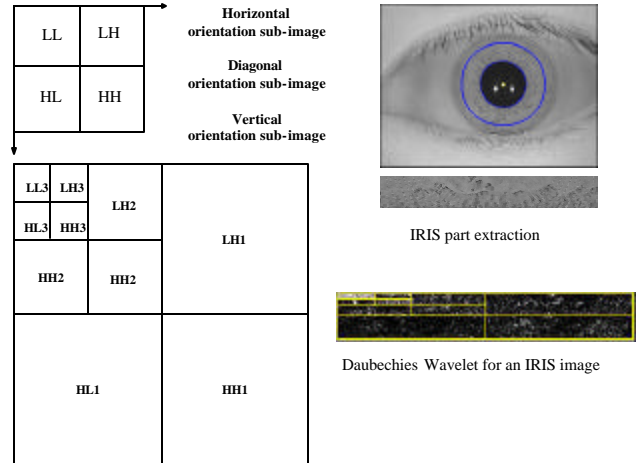 LL LH
HL HH
Horizontal
orientation sub-image
Diagonal
orientation sub-image
Vertical
orientation sub-image
LL3 LH3
HL3 HH3
LH2
HH2 HH2
LH1
HL1 HH1
IRIS part extraction
Daubechies Wavelet for an IRIS image